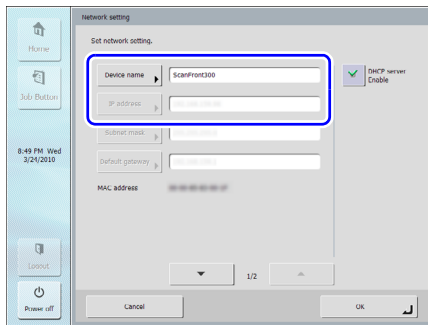 Network setting
Home
Job Button
8:49 PM Wed
3/24/2010
Logout
Power off
Set network setting.
Device name
ScanFront300
IP address
Subnet mask
Default gateway
MAC address
DHCP server
Enable
1/2
Cancel
OK